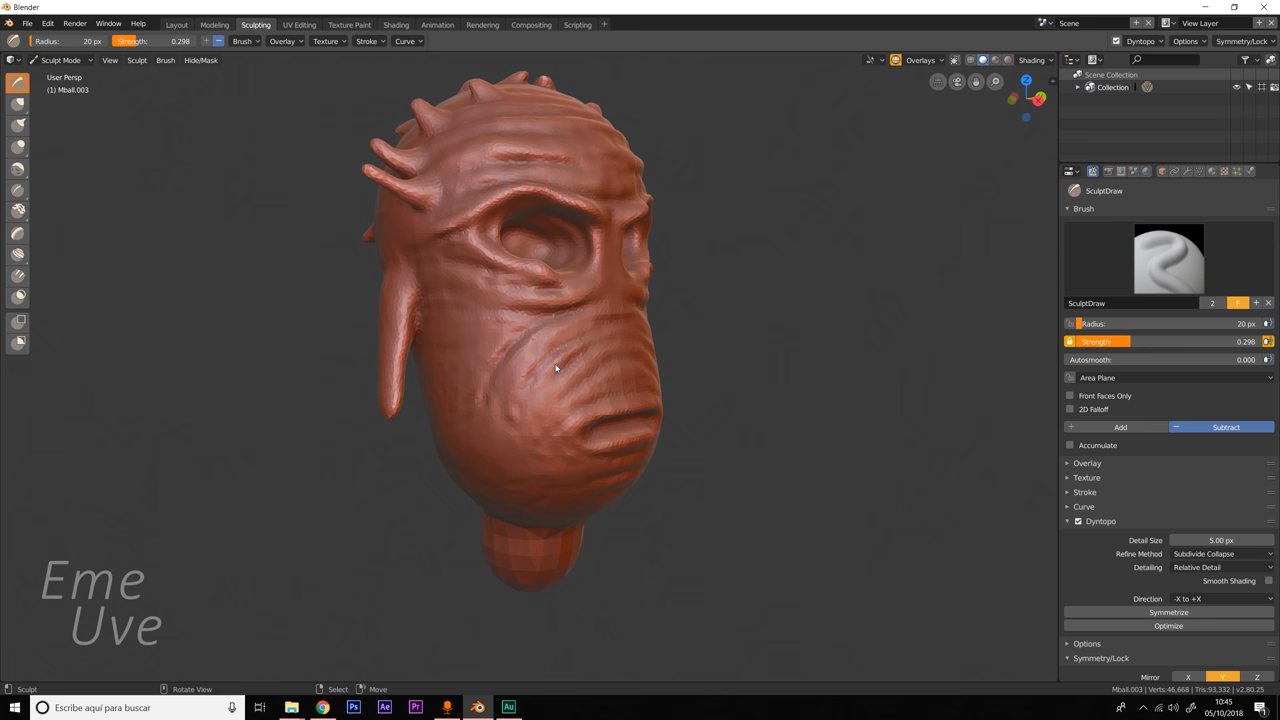 Blender
File Edit Render Window Help Layout Modeling Sculpting UV Editing Texture Paint Shading Animation Rendering Compositing Scripting + Scene View Layer
Radius: 20 px Strength: 0.298 Brush Overlay Texture Stroke Curve Dyntopo Options Symmetry/Lock
Sculpt Mode View Sculpt Brush Hide/Mask Overlays Shading
User Persp
(1) Mball.003
Z
Scene Collection
Collection
SculptDraw
Brush
SculptDraw 2 F
Radius: 20 px
Strength: 0.298
Autosmooth: 0.000
Area Plane
Front Faces Only
2D Falloff
Add Subtract
Accumulate
Overlay
Texture
Stroke
Curve
Dyntopo
Detail Size 5.00 px
Refine Method Subdivide Collapse
Detailing Relative Detail
Smooth Shading
Direction -X to +X
Symmetrize
Optimize
Options
Symmetry/Lock
Mirror X Y Z
Eme
Uve
Sculpt Rotate View Select Move Mball.003 | Verts:46,668 | Tris:93,332 | v2.80.25
Escribe aquí para buscar Ps Ae Pr Au 10:45
05/10/2018